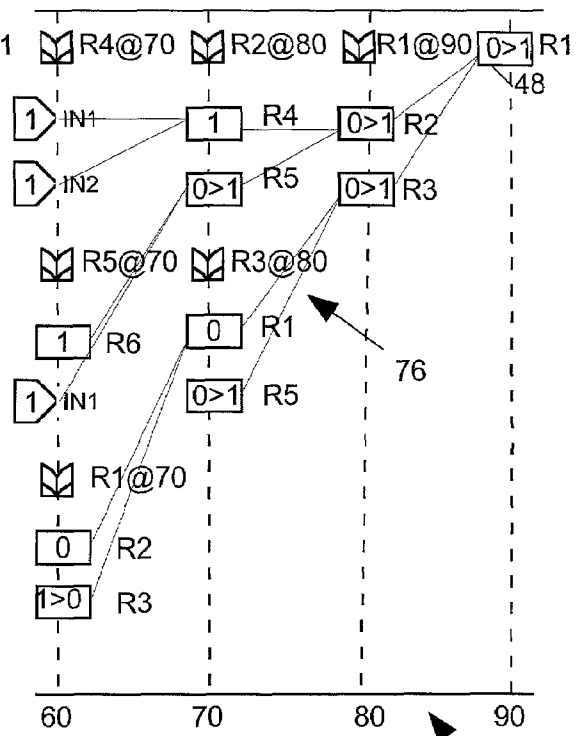 1 R4@70 R2@80 R1@90 0>1 R1
48
1 IN1 1 R4 0>1 R2
1 IN2 0>1 R5 0>1 R3
R5@70 R3@80
1 R6 0 R1
76
1 IN1 0>1 R5
R1@70
0 R2
1>0 R3
60 70 80 90